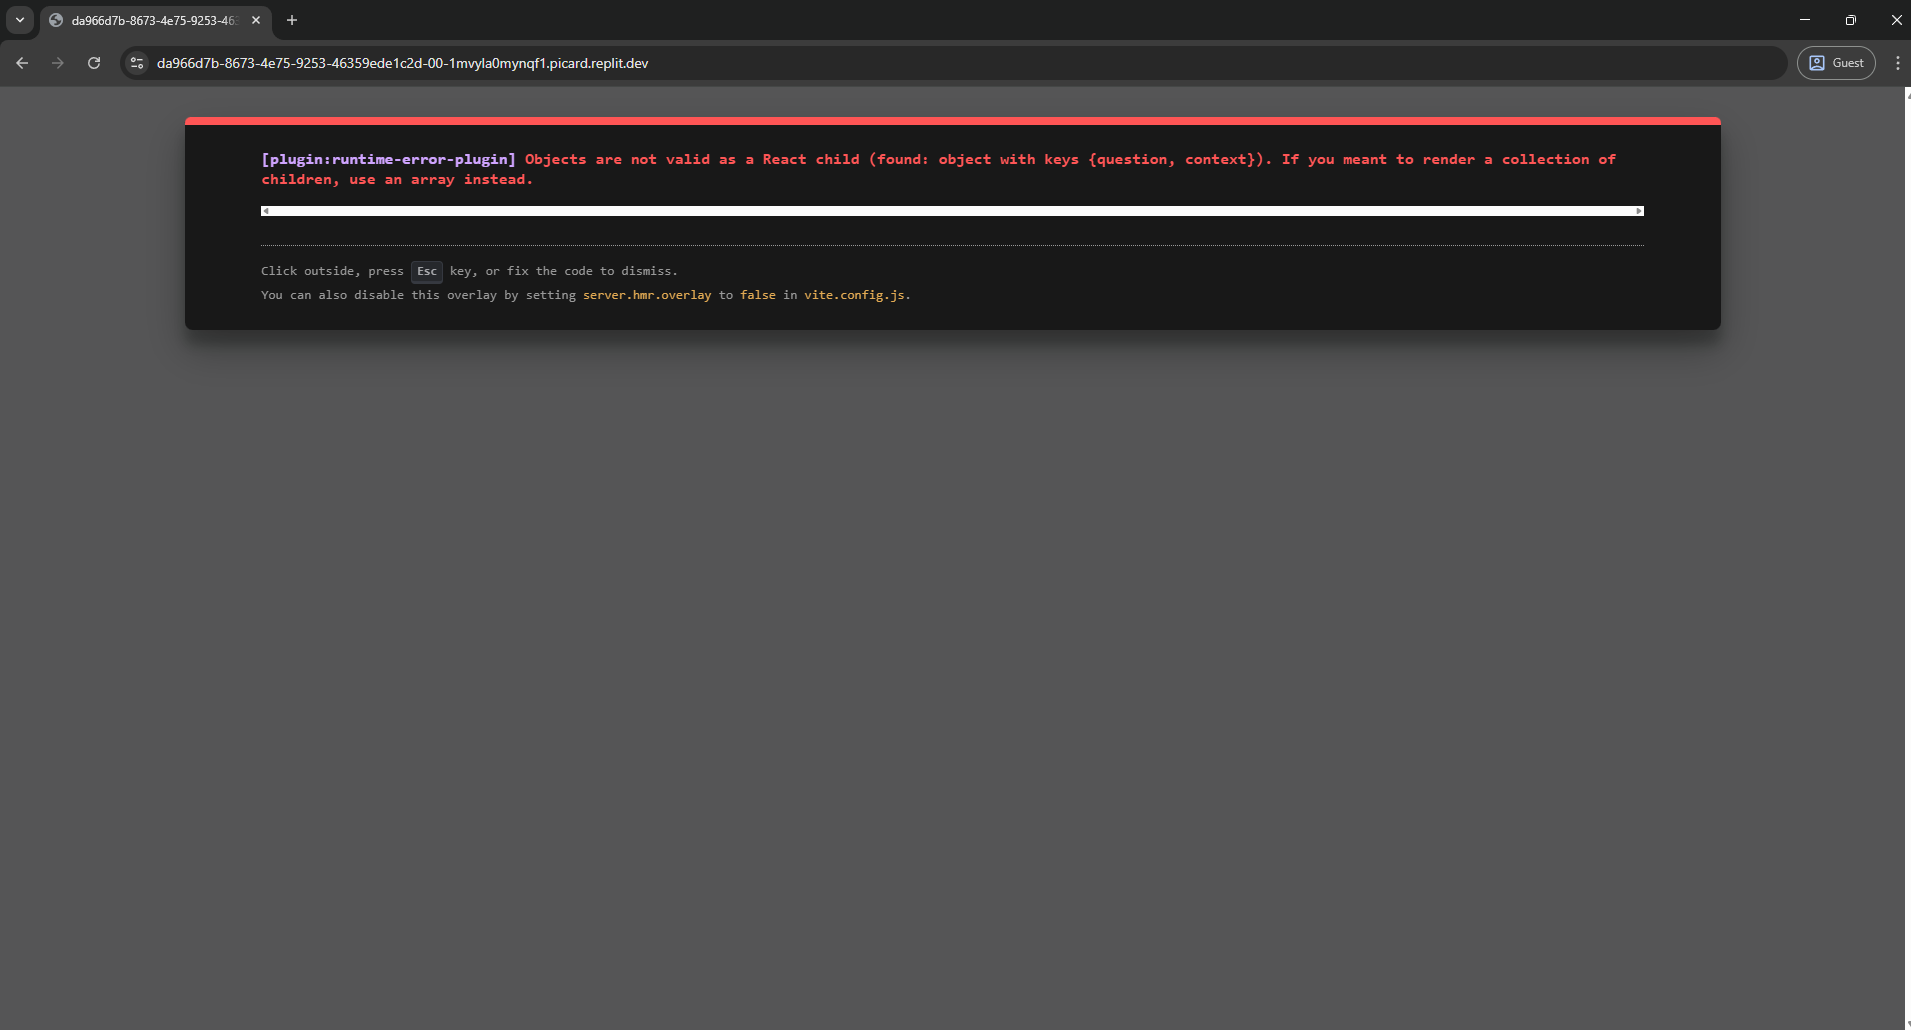 da966d7b-8673-4e75-9253-463
da966d7b-8673-4e75-9253-46359ede1c2d-00-1mvyla0mynqf1.picard.replit.dev
Guest
[plugin:runtime-error-plugin] Objects are not valid as a React child (found: object with keys {question, context}). If you meant to render a collection of
children, use an array instead.
Click outside, press Esc key, or fix the code to dismiss.
You can also disable this overlay by setting server.hmr.overlay to false in vite.config.js.